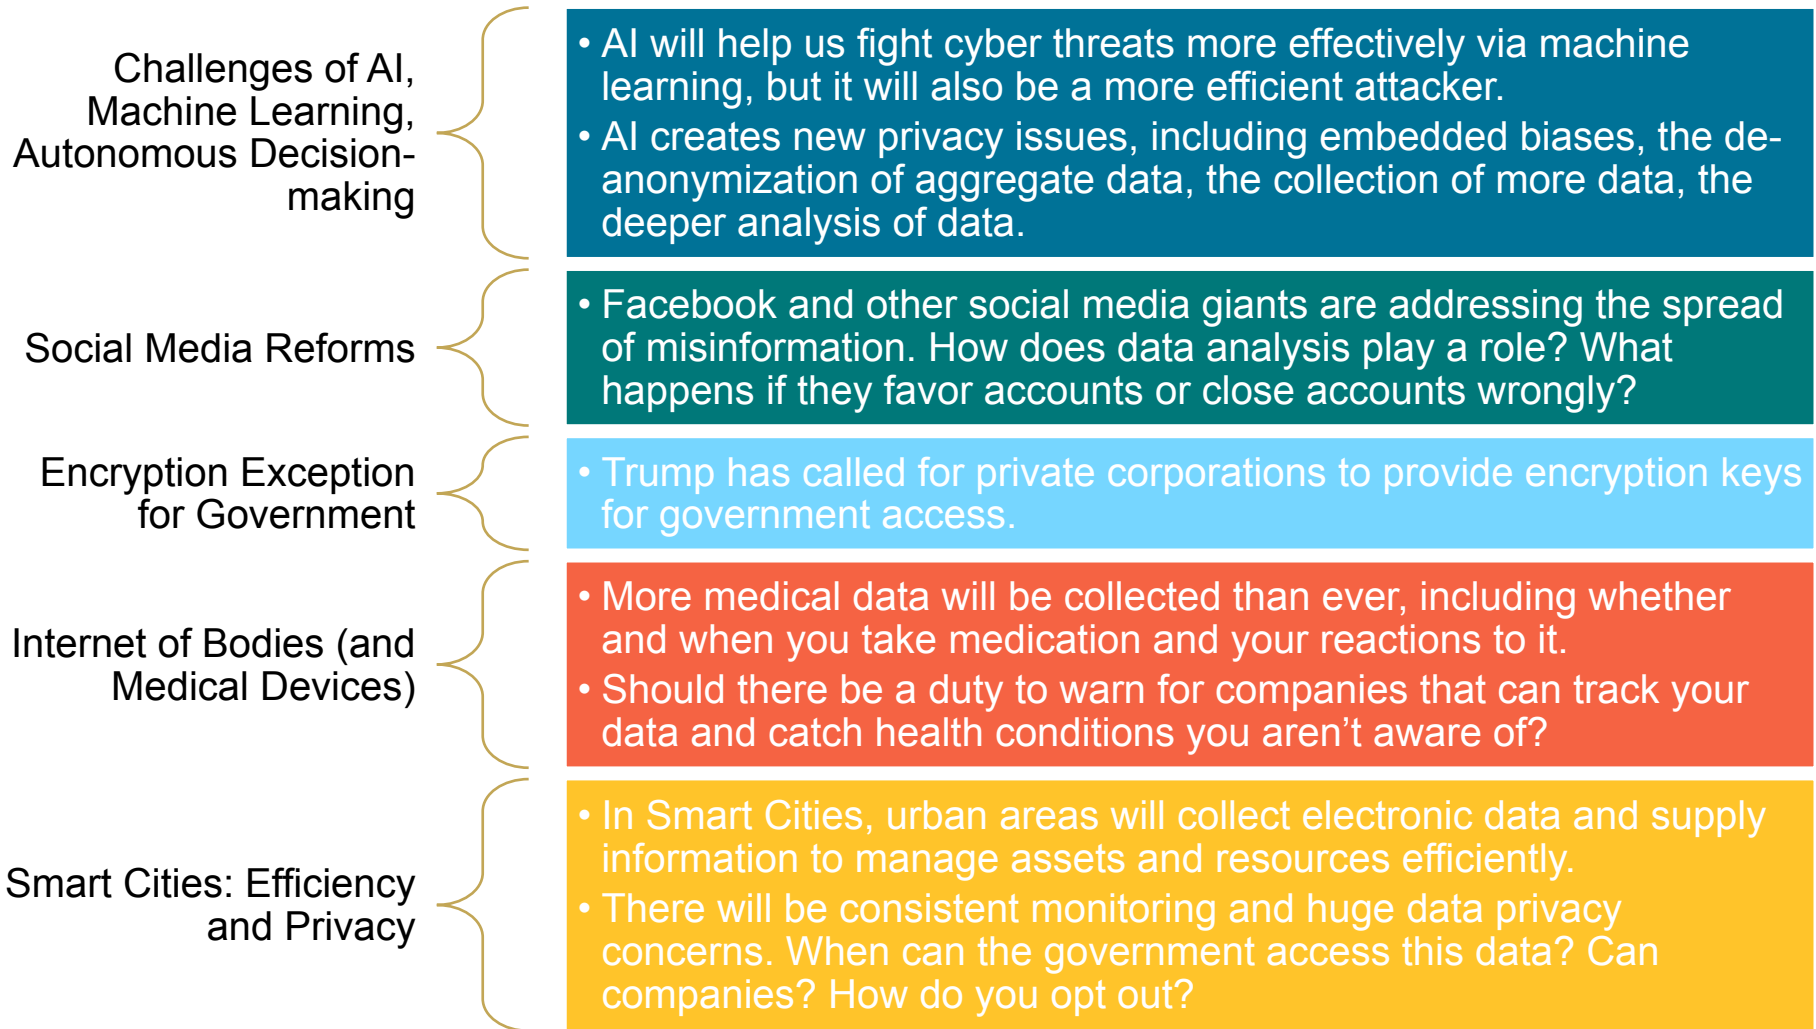 Challenges of AI,
Machine Learning,
Autonomous Decision-
making
• AI will help us fight cyber threats more effectively via machine
learning, but it will also be a more efficient attacker.
• AI creates new privacy issues, including embedded biases, the de-
anonymization of aggregate data, the collection of more data, the
deeper analysis of data.
Social Media Reforms
• Facebook and other social media giants are addressing the spread
of misinformation. How does data analysis play a role? What
happens if they favor accounts or close accounts wrongly?
Encryption Exception
for Government
• Trump has called for private corporations to provide encryption keys
for government access.
Internet of Bodies (and
Medical Devices)
• More medical data will be collected than ever, including whether
and when you take medication and your reactions to it.
• Should there be a duty to warn for companies that can track your
data and catch health conditions you aren’t aware of?
Smart Cities: Efficiency
and Privacy
• In Smart Cities, urban areas will collect electronic data and supply
information to manage assets and resources efficiently.
• There will be consistent monitoring and huge data privacy
concerns. When can the government access this data? Can
companies? How do you opt out?